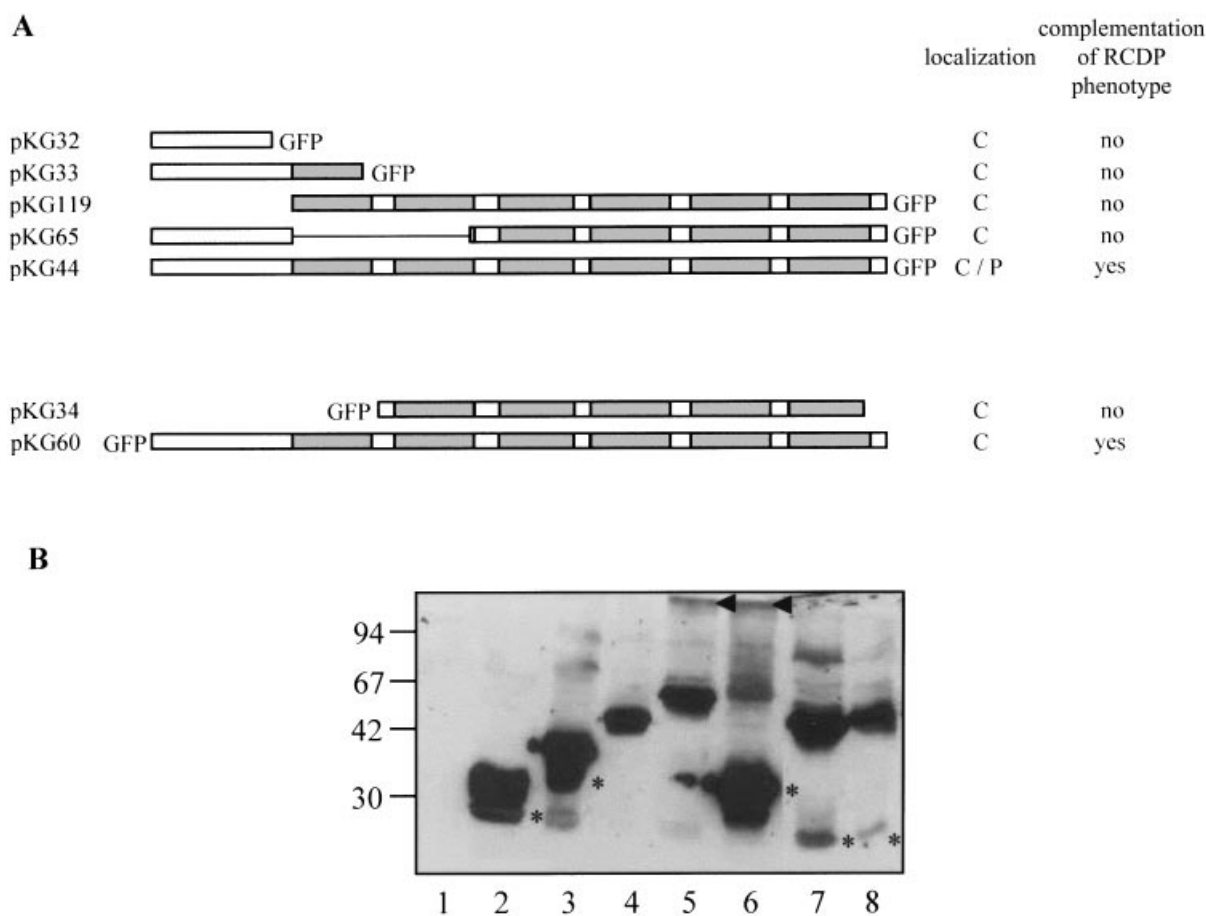 A
complementation
localization of RCDP
phenotype
pKG32 GFP C no
pKG33 GFP C no
pKG119 GFP C no
pKG65 GFP C no
pKG44 GFP C / P yes
pKG34 GFP C no
pKG60 GFP C yes
B
94
67
42
*
30 *
*
* *
1 2 3 4 5 6 7 8